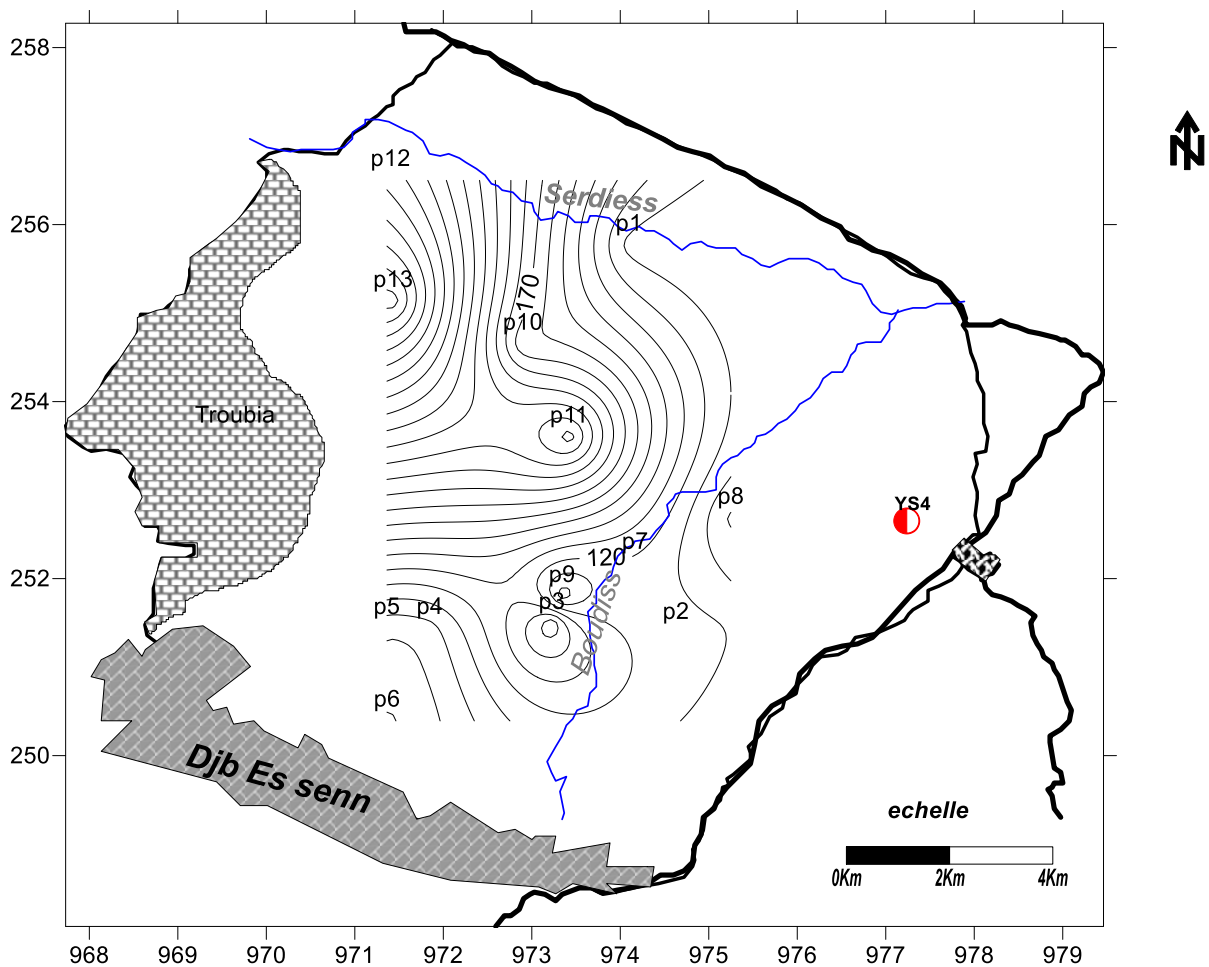 258
p12
Serdiess
256
p1
p13
170
p10
254
Troubia
p11
p8
YS4
p7
120
p9
252
p5
p4
p3
p2
Boudiss
p6
250
Djb Es senn
echelle
0Km
2Km
4Km
968
969
970
971
972
973
974
975
976
977
978
979
N